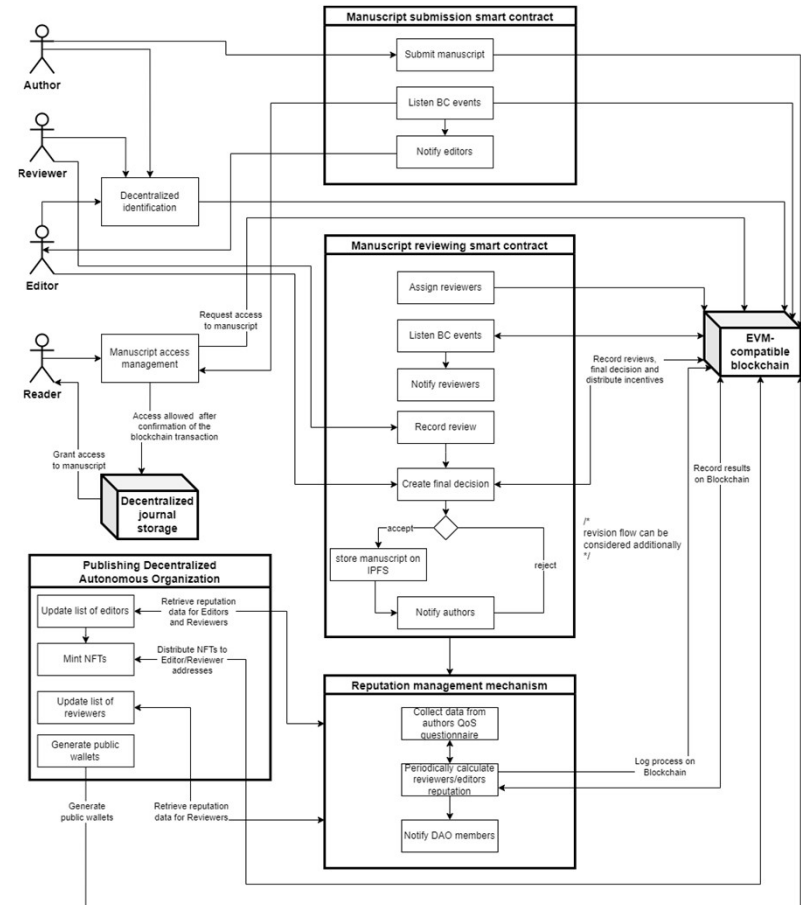 Manuscript submission smart contract
Submit manuscript
Author
Listen BC events
Notify editors
Reviewer
Decentralized
identification
Editor
Manuscript reviewing smart contract
Assign reviewers
Request access
to manuscript
Listen BC events
EVM-
compatible
blockchain
Manuscript access
management
Reader
Record reviews,
final decision and
distribute incentives
Notify reviewers
Access allowed after
confirmation of the
blockchain transaction
Record review
Grant access
to manuscript
Record results
on Blockchain
Create final decision
Decentralized
journal
storage
accept
/*
revision flow can be
considered additionally
*/
store manuscript on
IPFS
reject
Publishing Decentralized
Autonomous Organization
Notify authors
Update list of editors
Retrieve reputation
data for Editors
and Reviewers
Mint NFTs
Distribute NFTs to
Editor/Reviewer
addresses
Reputation management mechanism
Update list of
reviewers
Collect data from
authors QoS
questionnaire
Generate public
wallets
Periodically calculate
reviewers/editors
reputation
Log process on
Blockchain
Generate
public wallets
Retrieve reputation
data for Reviewers
Notify DAO members